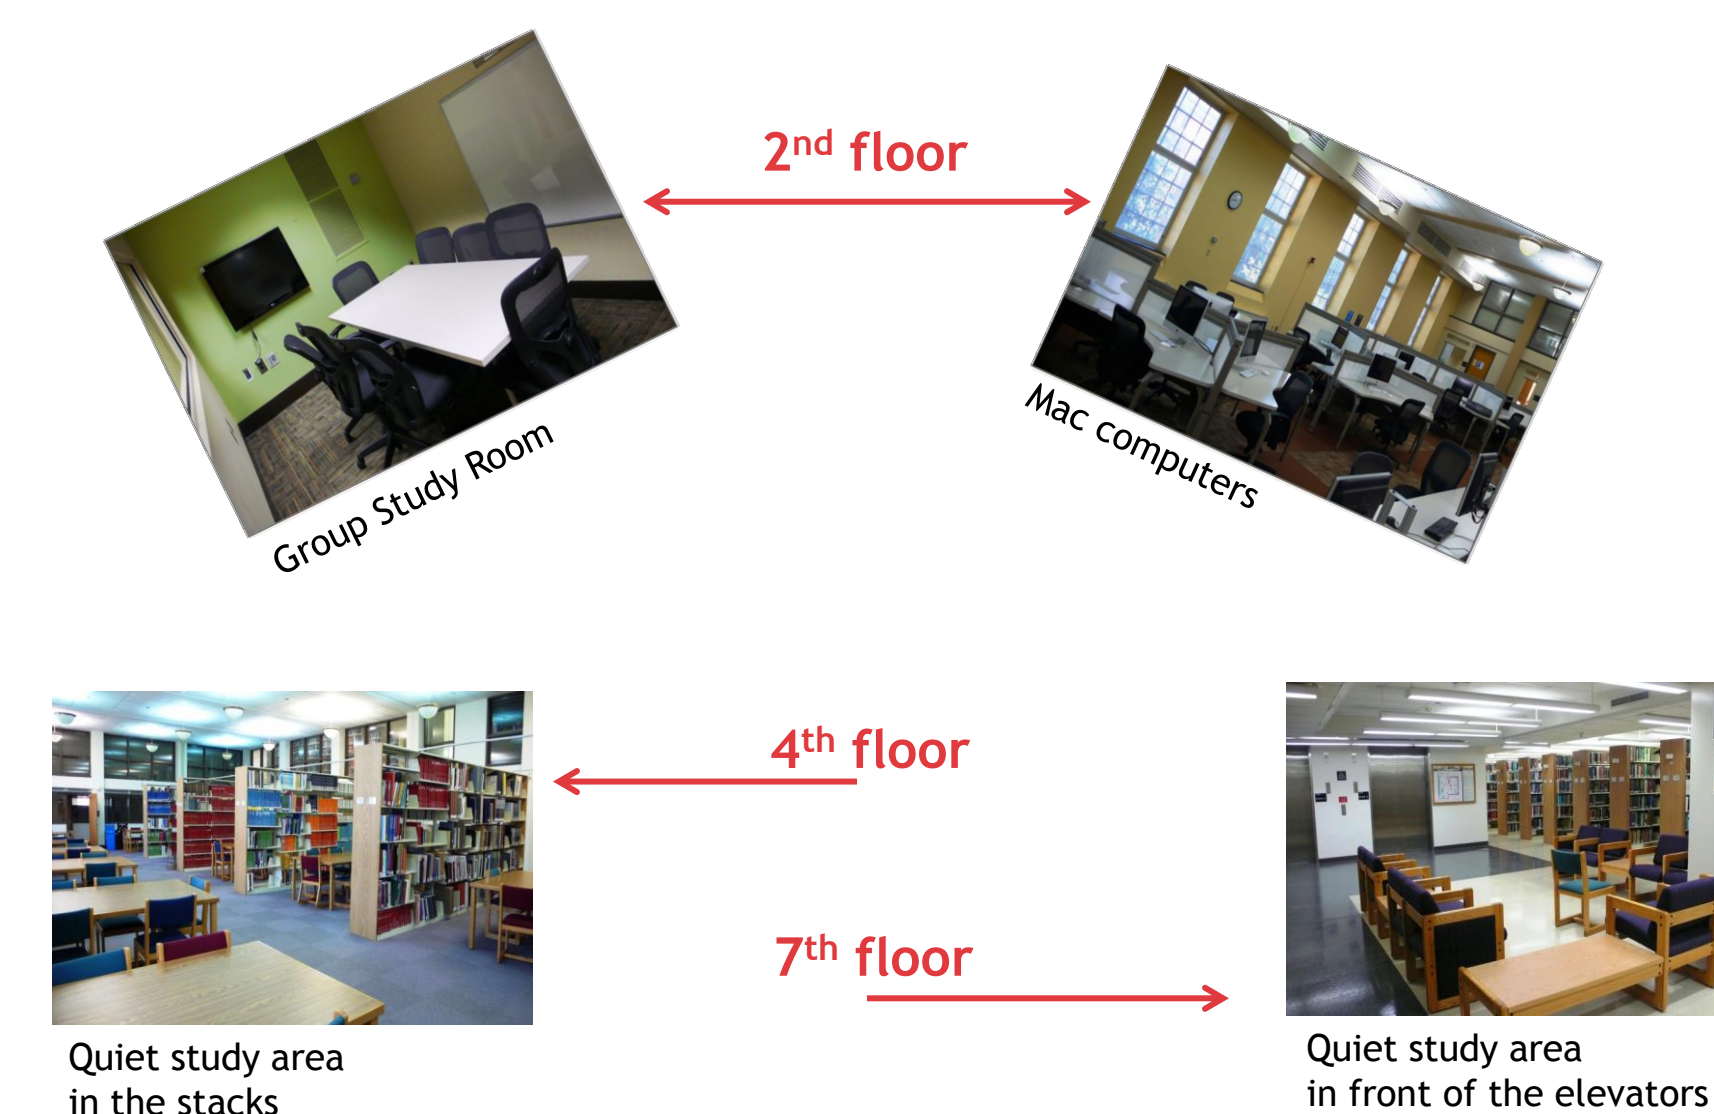 2nd floor
Group Study Room
Mac computers
4th floor
7th floor
Quiet study area
in the stacks
Quiet study area
in front of the elevators